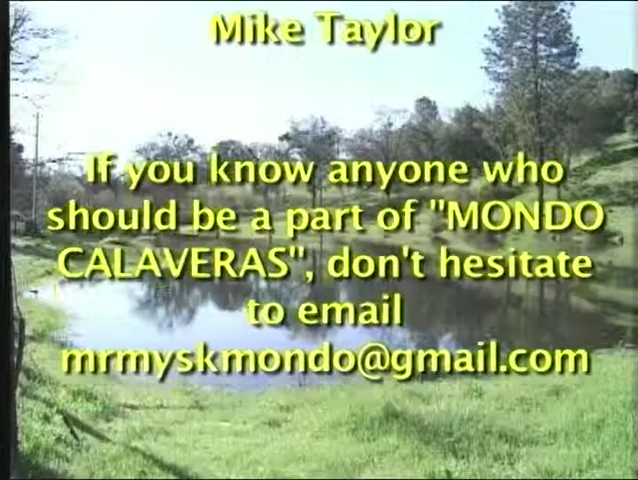 Mike Taylor
If you know anyone who
should be a part of "MONDO
CALAVERAS", don't hesitate
to email
mrmyskmondo@gmail.com